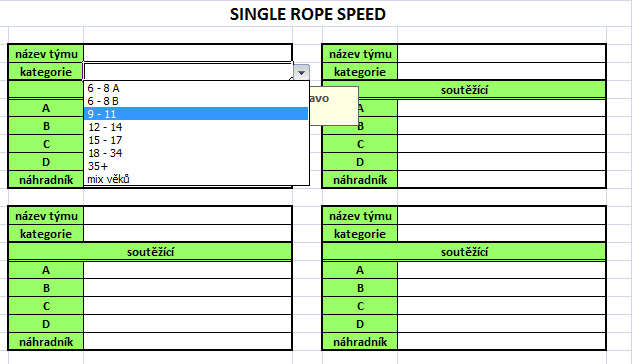 SINGLE ROPE SPEED
název týmu
kategorie
6 - 8 A
6 - 8 B
9 - 11
12 - 14
15 - 17
18 - 34
35+
mix věků
A
B
C
D
náhradník
avo
název týmu
kategorie
soutěžící
A
B
C
D
náhradník
název týmu
kategorie
soutěžící
A
B
C
D
náhradník
název týmu
kategorie
soutěžící
A
B
C
D
náhradník